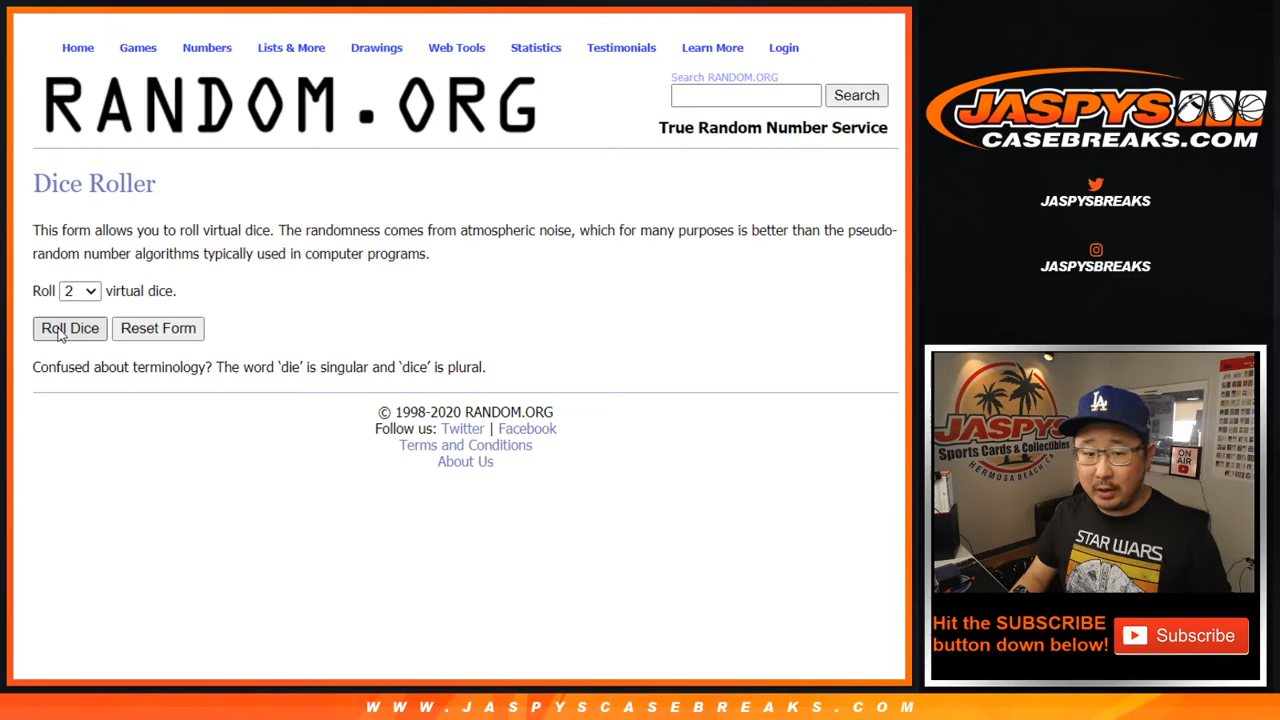 Home Games Numbers Lists & More Drawings Web Tools Statistics Testimonials Learn More Login
RANDOM.ORG
Search RANDOM.ORG
Search
True Random Number Service
Dice Roller
This form allows you to roll virtual dice. The randomness comes from atmospheric noise, which for many purposes is better than the pseudo-
random number algorithms typically used in computer programs.
Roll 2 virtual dice.
Roll Dice Reset Form
Confused about terminology? The word ‘die’ is singular and ‘dice’ is plural.
© 1998-2020 RANDOM.ORG
Follow us: Twitter | Facebook
Terms and Conditions
About Us
JASPYS
CASEBREAKS.COM
JASPYSBREAKS
JASPYSBREAKS
JASPYS
Sports Cards & Collectibles
HERMOSA BEACH, CA
ON
AIR
LA
STAR WARS
Hit the SUBSCRIBE
button down below!
Subscribe
WWW.JASPYSCASEBREAKS.COM